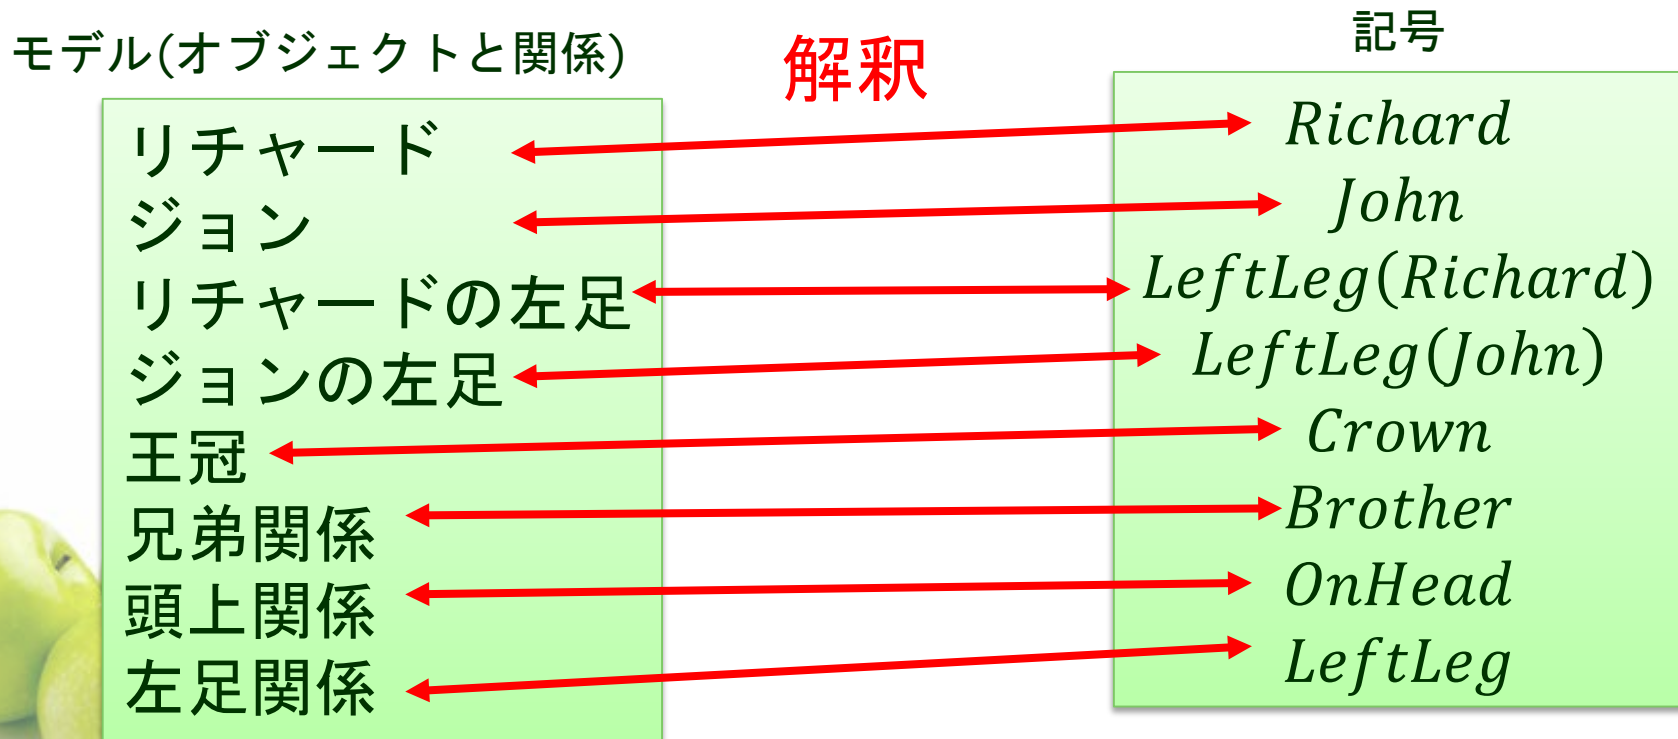 モデル(オブジェクトと関係)
解釈
記号
リチャード
ジョン
リチャードの左足
ジョンの左足
王冠
兄弟関係
頭上関係
左足関係
Richard
John
LeftLeg(Richard)
LeftLeg(John)
Crown
Brother
OnHead
LeftLeg